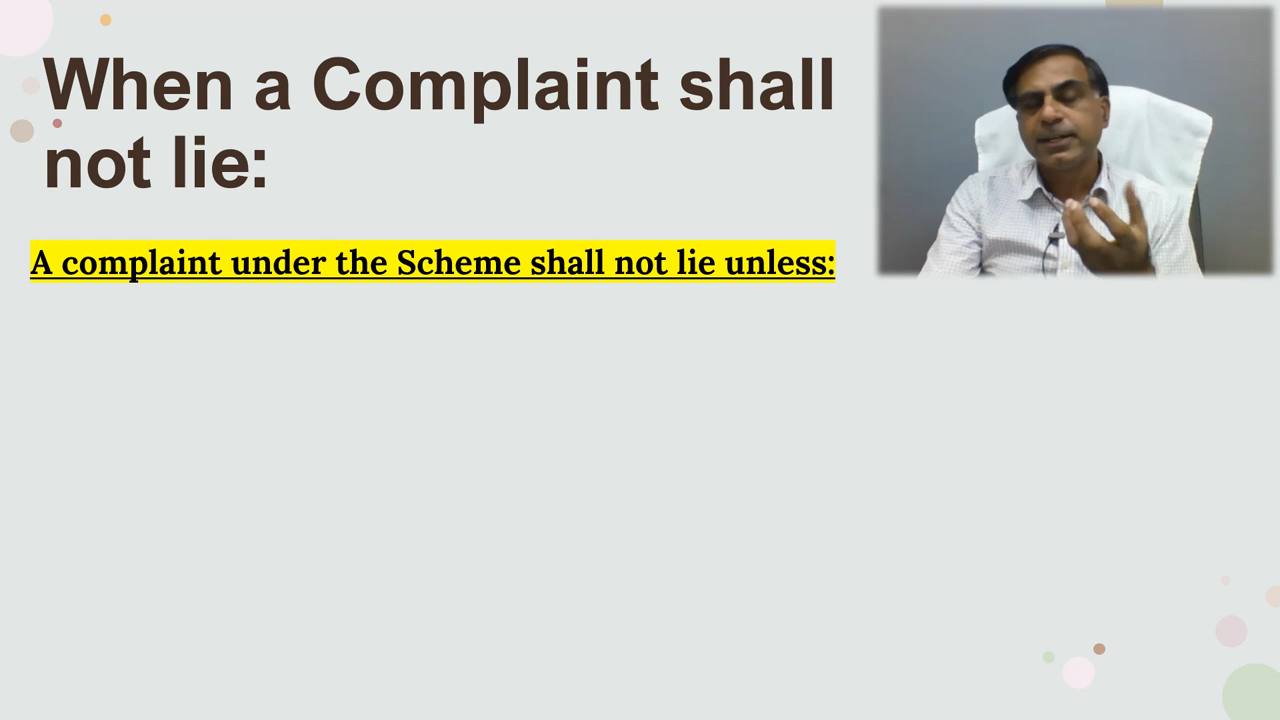 When a Complaint shall
not lie:
A complaint under the Scheme shall not lie unless: